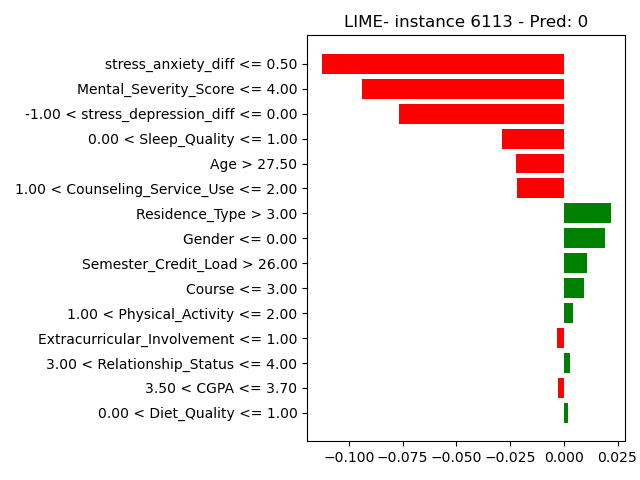 LIME- instance 6113 - Pred: 0
stress_anxiety_diff <= 0.50
Mental_Severity_Score <= 4.00
-1.00 < stress_depression_diff <= 0.00
0.00 < Sleep_Quality <= 1.00
Age > 27.50
1.00 < Counseling_Service_Use <= 2.00
Residence_Type > 3.00
Gender <= 0.00
Semester_Credit_Load > 26.00
Course <= 3.00
1.00 < Physical_Activity <= 2.00
Extracurricular_Involvement <= 1.00
3.00 < Relationship_Status <= 4.00
3.50 < CGPA <= 3.70
0.00 < Diet_Quality <= 1.00
−0.100 −0.075 −0.050 −0.025 0.000 0.025